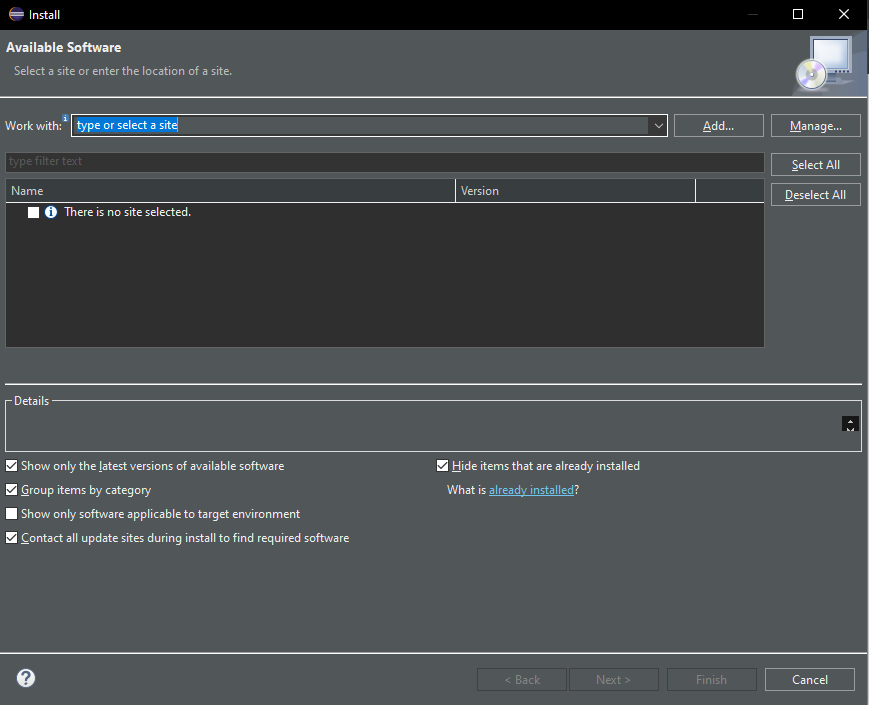 Install
Available Software
Select a site or enter the location of a site.
Work with: type or select a site Add... Manage...
type filter text Select All
Name Version Deselect All
There is no site selected.
Details
Show only the latest versions of available software Hide items that are already installed
Group items by category What is already installed?
Show only software applicable to target environment
Contact all update sites during install to find required software
? < Back Next > Finish Cancel